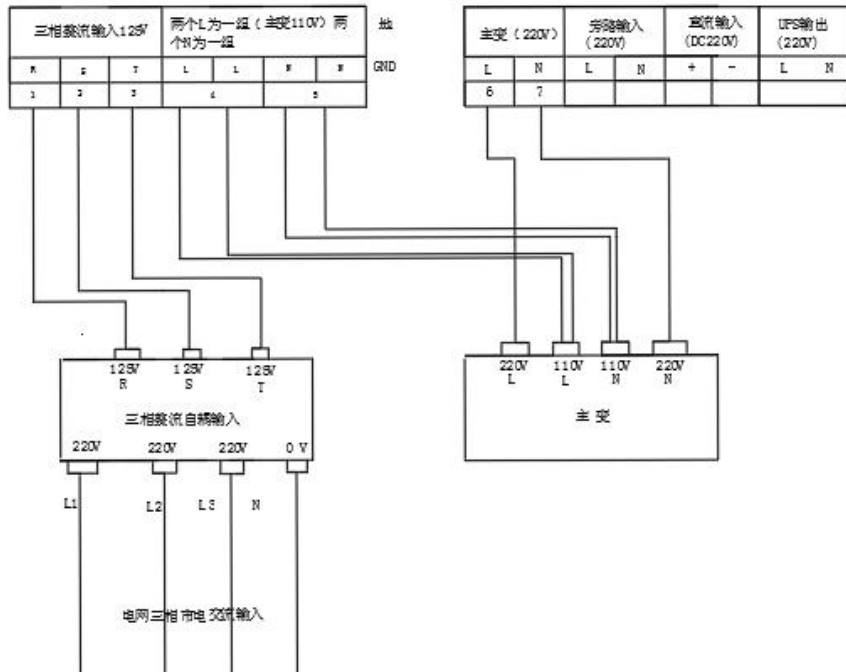 三相整流输入125V
两个L为一组(主变110V)两
个N为一组
地
R S T L L N N GND
1 2 3 4 5
主变(220V)
旁路输入
(220V)
直流输入
(DC220V)
UPS输出
(220V)
L N L N + - L N
6 7
125V 125V 125V
R S T
三相整流自耦输入
220V 220V 220V 0V
L1 L2 L3 N
电网三相市电交流输入
220V 110V 110V 220V
L L N N
主变